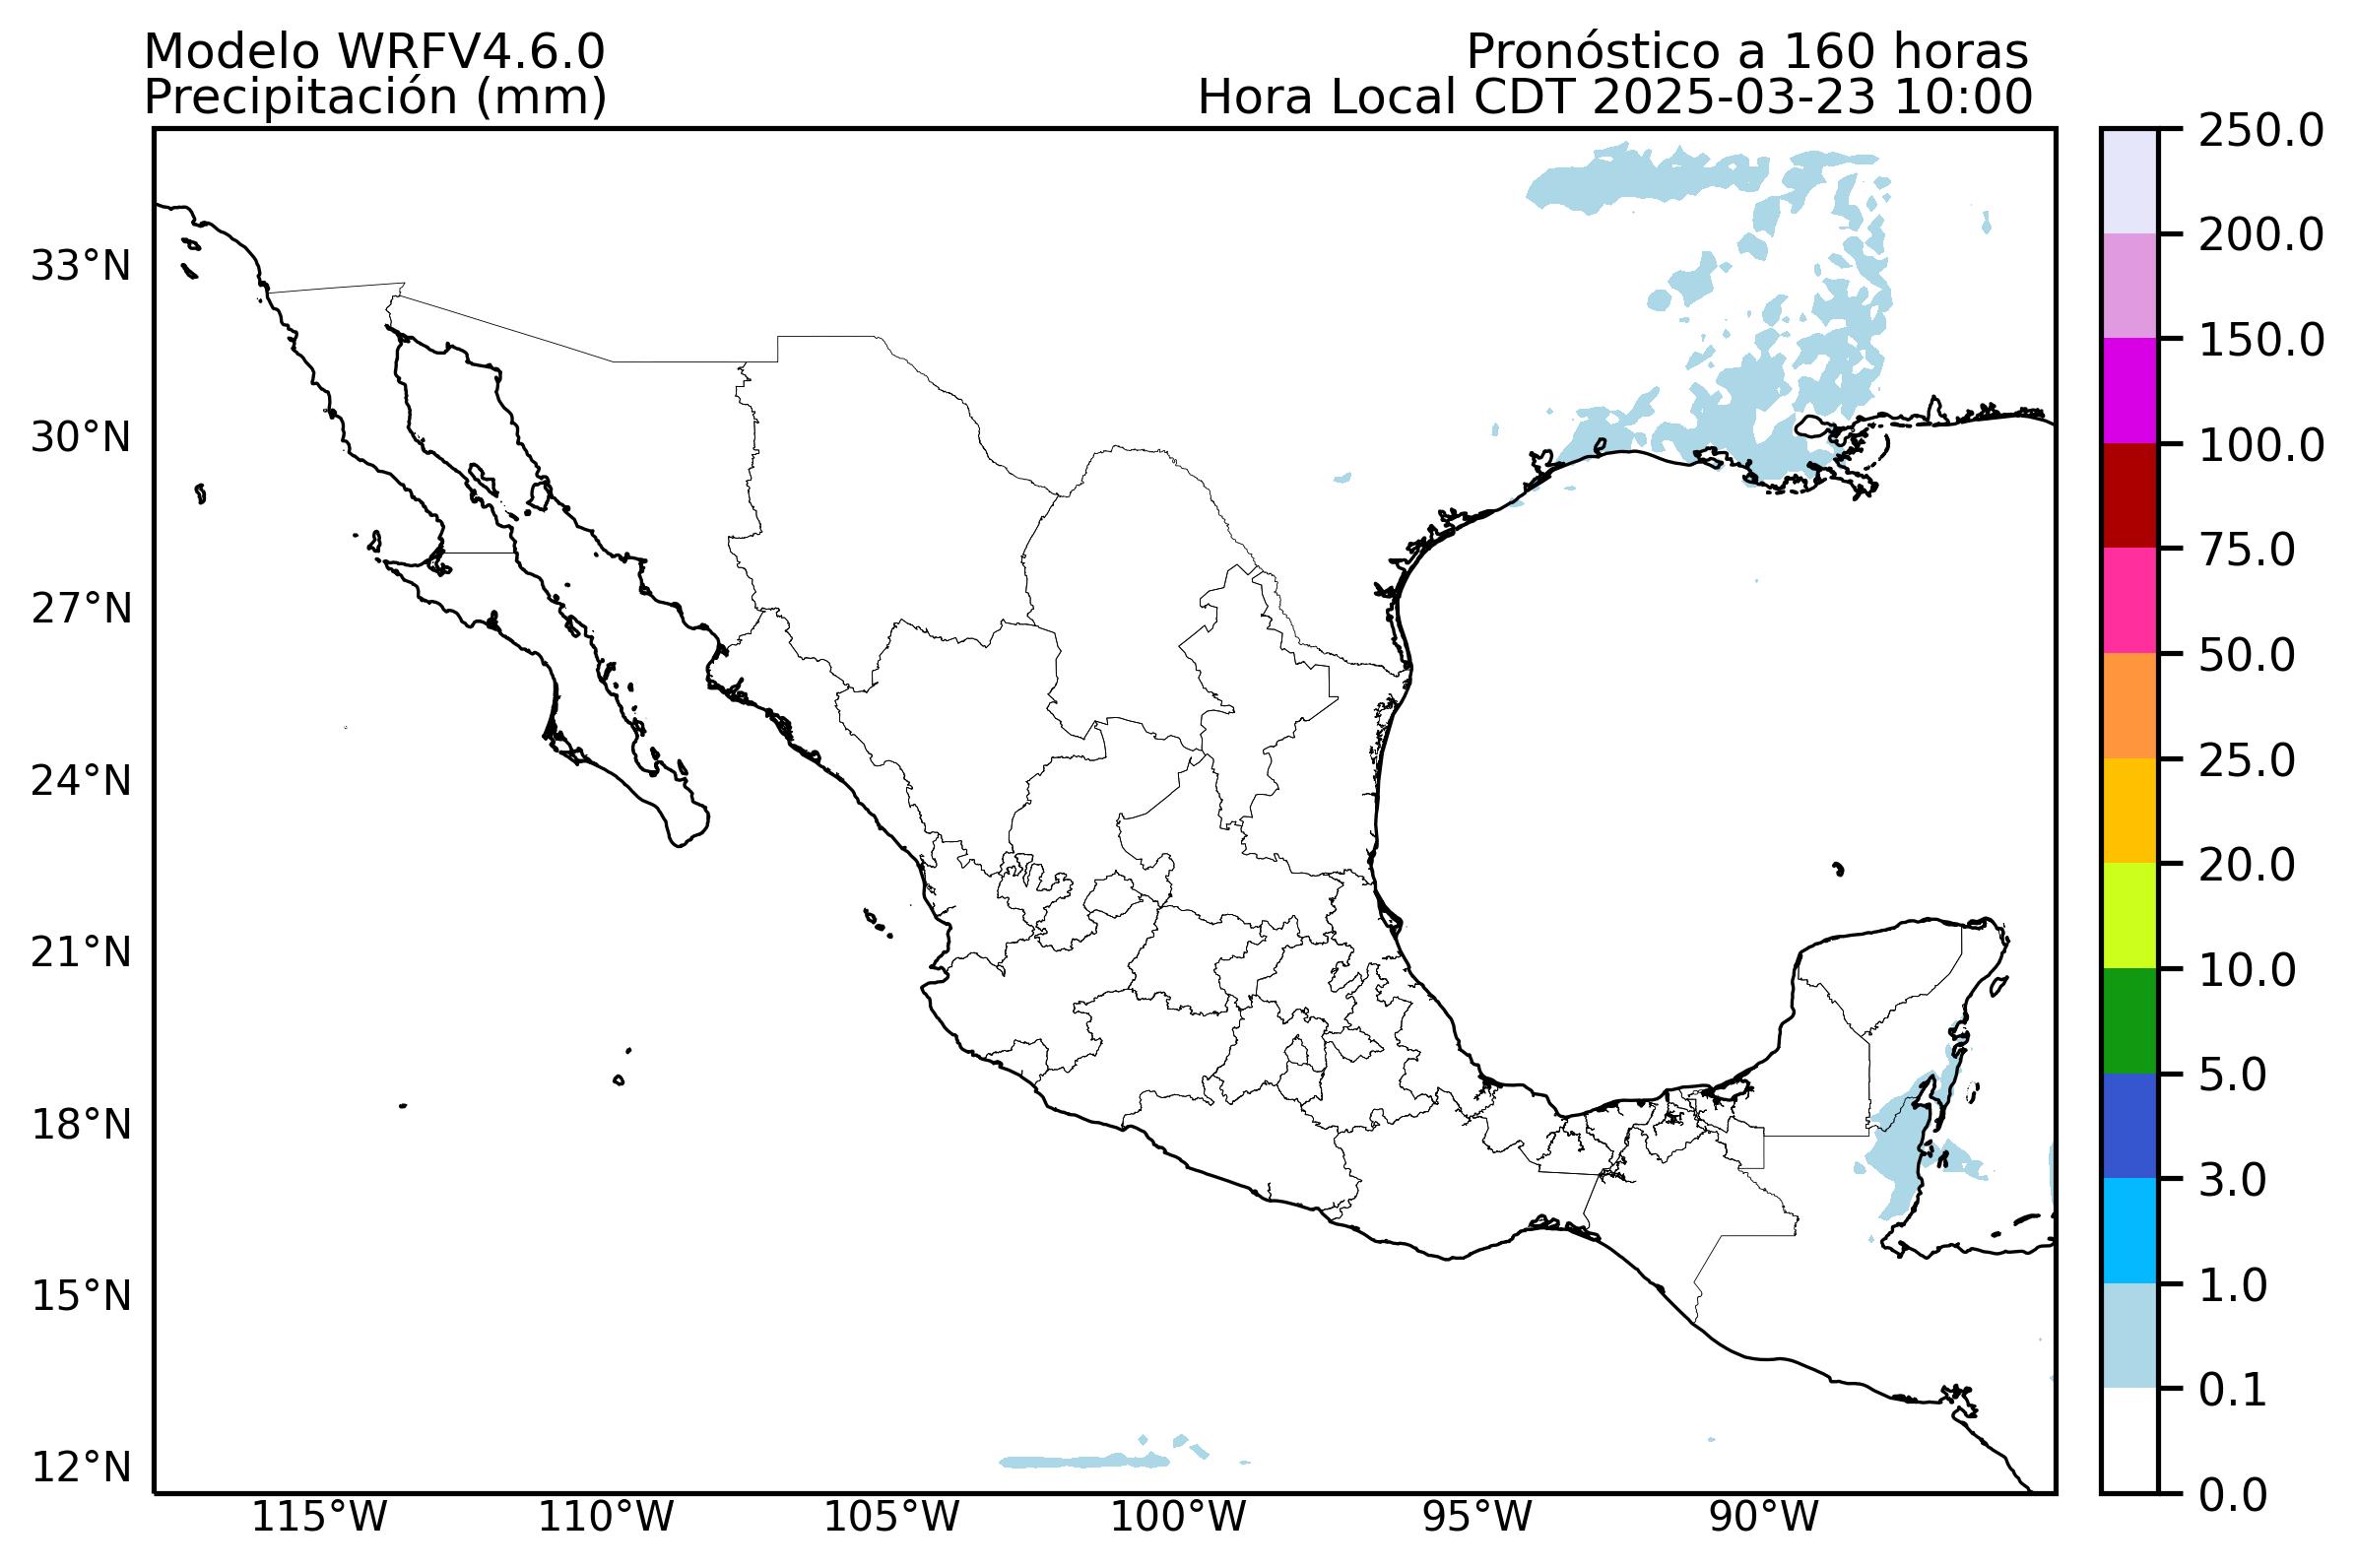 Modelo WRFV4.6.0
Precipitación (mm)
Pronóstico a 160 horas
Hora Local CDT 2025-03-23 10:00
33°N
30°N
27°N
24°N
21°N
18°N
15°N
12°N
115°W
110°W
105°W
100°W
95°W
90°W
250.0
200.0
150.0
100.0
75.0
50.0
25.0
20.0
10.0
5.0
3.0
1.0
0.1
0.0